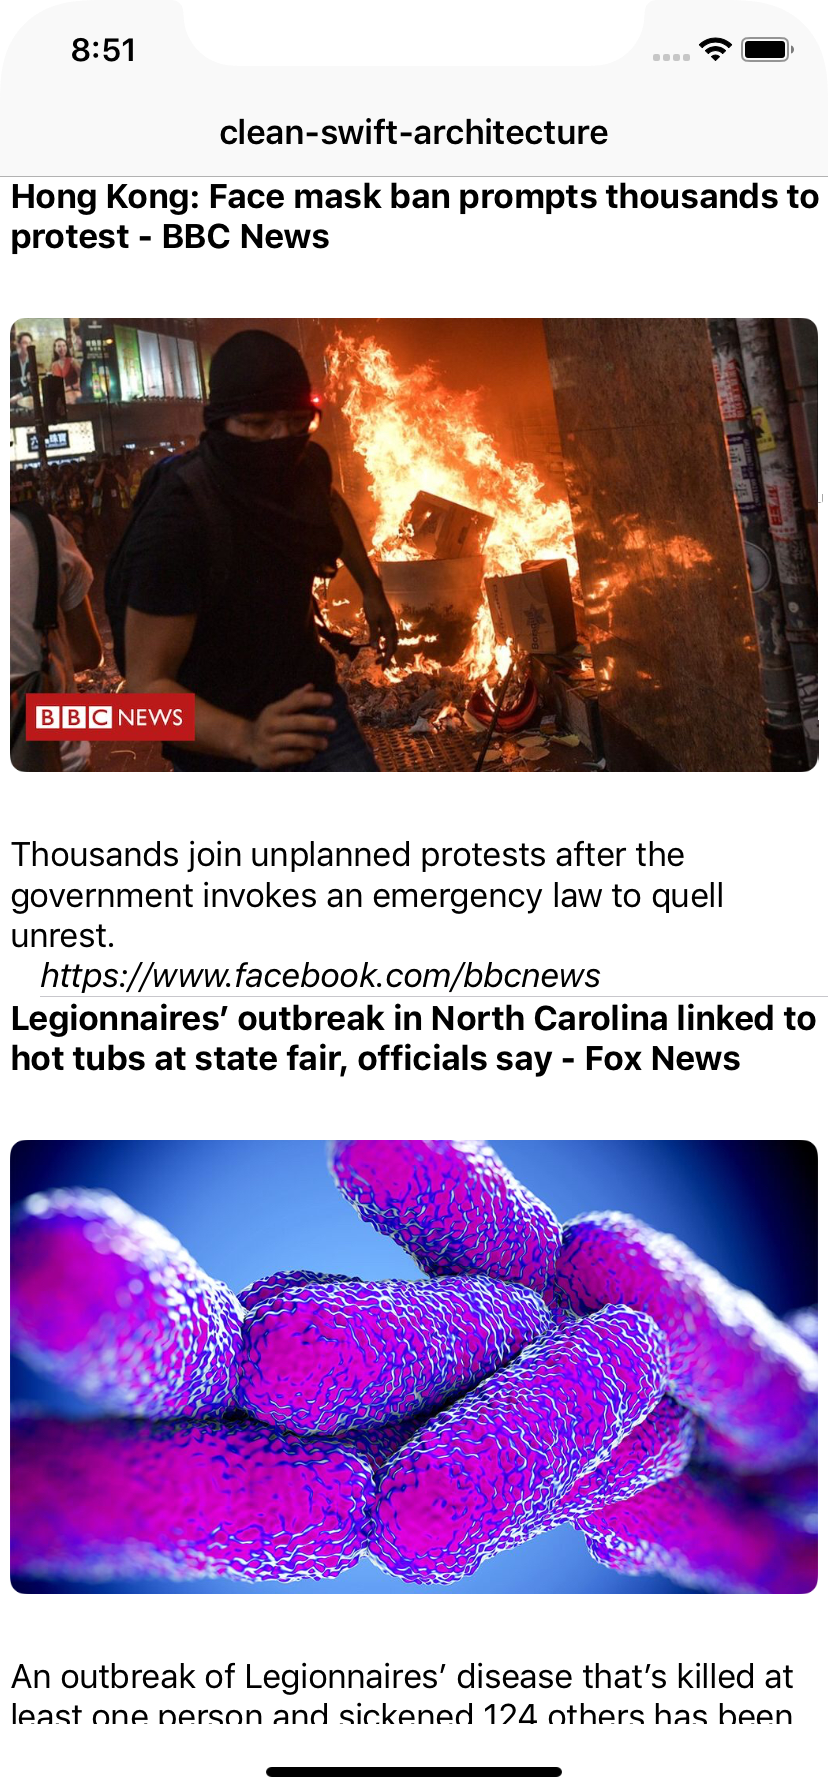 8:51
clean-swift-architecture
Hong Kong: Face mask ban prompts thousands to
protest - BBC News
BBC NEWS
Thousands join unplanned protests after the
government invokes an emergency law to quell
unrest.
https://www.facebook.com/bbcnews
Legionnaires’ outbreak in North Carolina linked to
hot tubs at state fair, officials say - Fox News
An outbreak of Legionnaires’ disease that’s killed at
least one person and sickened 124 others has been